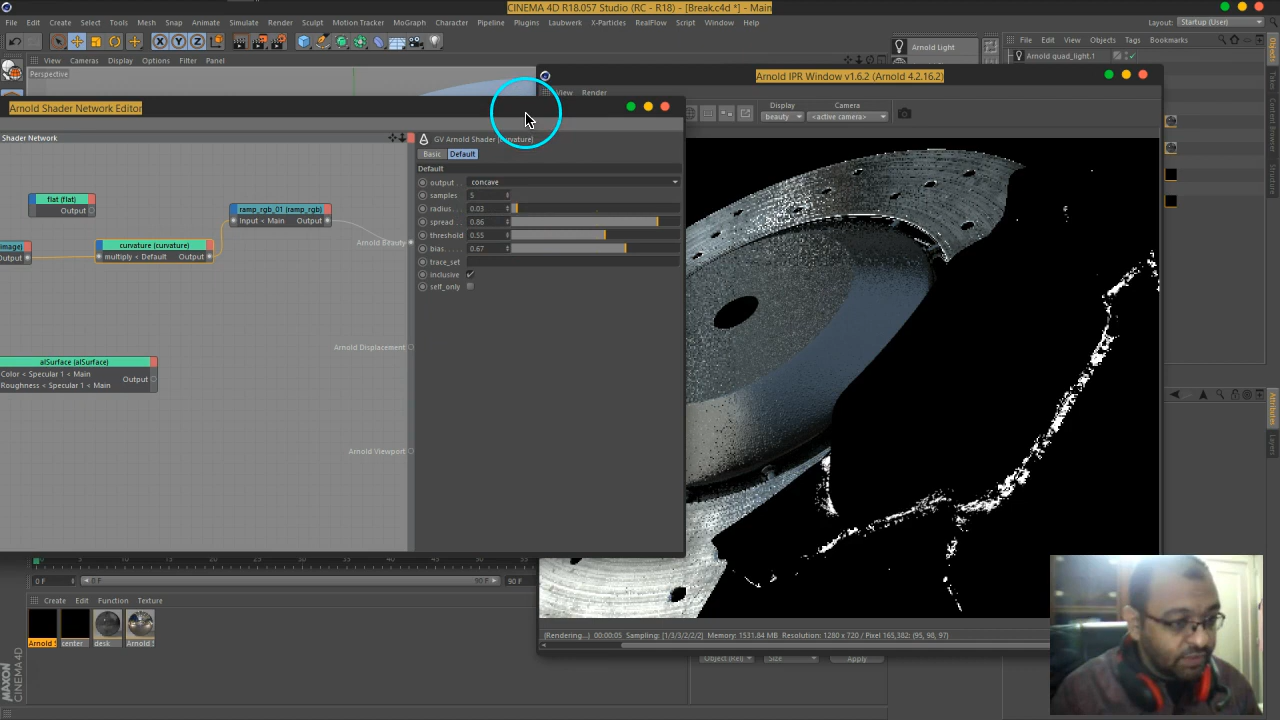 CINEMA 4D R18.057 Studio (RC - R18) - [Break.c4d *] - Main
File Edit Create Select Tools Mesh Snap Animate Simulate Render Sculpt Motion Tracker MoGraph Character Pipeline Plugins Laubwerk X-Particles RealFlow Script Window Help Layout: Startup (User)
Arnold Light File Edit View Objects Tags Bookmarks
View Cameras Display Options Filter Panel
Arnold quad_light.1
Perspective
Arnold IPR Window v1.6.2 (Arnold 4.2.16.2)
View Render
Arnold Shader Network Editor
Display Camera
beauty <active camera>
Shader Network
GV Arnold Shader (curvature)
Basic Default
Default
output concave
samples 5
radius 0.03
spread 0.86
threshold 0.55
bias 0.67
trace_set
inclusive
self_only
flat (flat)
Output
ramp_rgb_01 (ramp_rgb)
Input < Main Output
image)
Output
curvature (curvature)
multiply < Default Output
Arnold Beauty
Arnold Displacement
alSurface (alSurface)
Color < Specular 1 < Main
Roughness < Specular 1 < Main
Output
Arnold Viewport
Objects
Takes
Content Browser
Structure
Attributes
Layers
0 F 0 F 90 F 90 F
Create Edit Function Texture
Arnold S center desk Arnold S
[Rendering...] 00:00:05 Sampling: [1/3/3/2/2/2] Memory: 1531.84 MB Resolution: 1280 x 720 / Pixel 165,382: (95, 98, 97)
Object (Rel) Size Apply
MAXON
CINEMA 4D